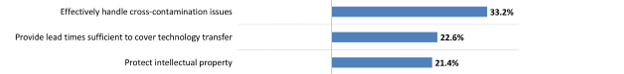 Effectively handle cross-contamination issues 33.2%
Provide lead times sufficient to cover technology transfer 22.6%
Protect intellectual property 21.4%